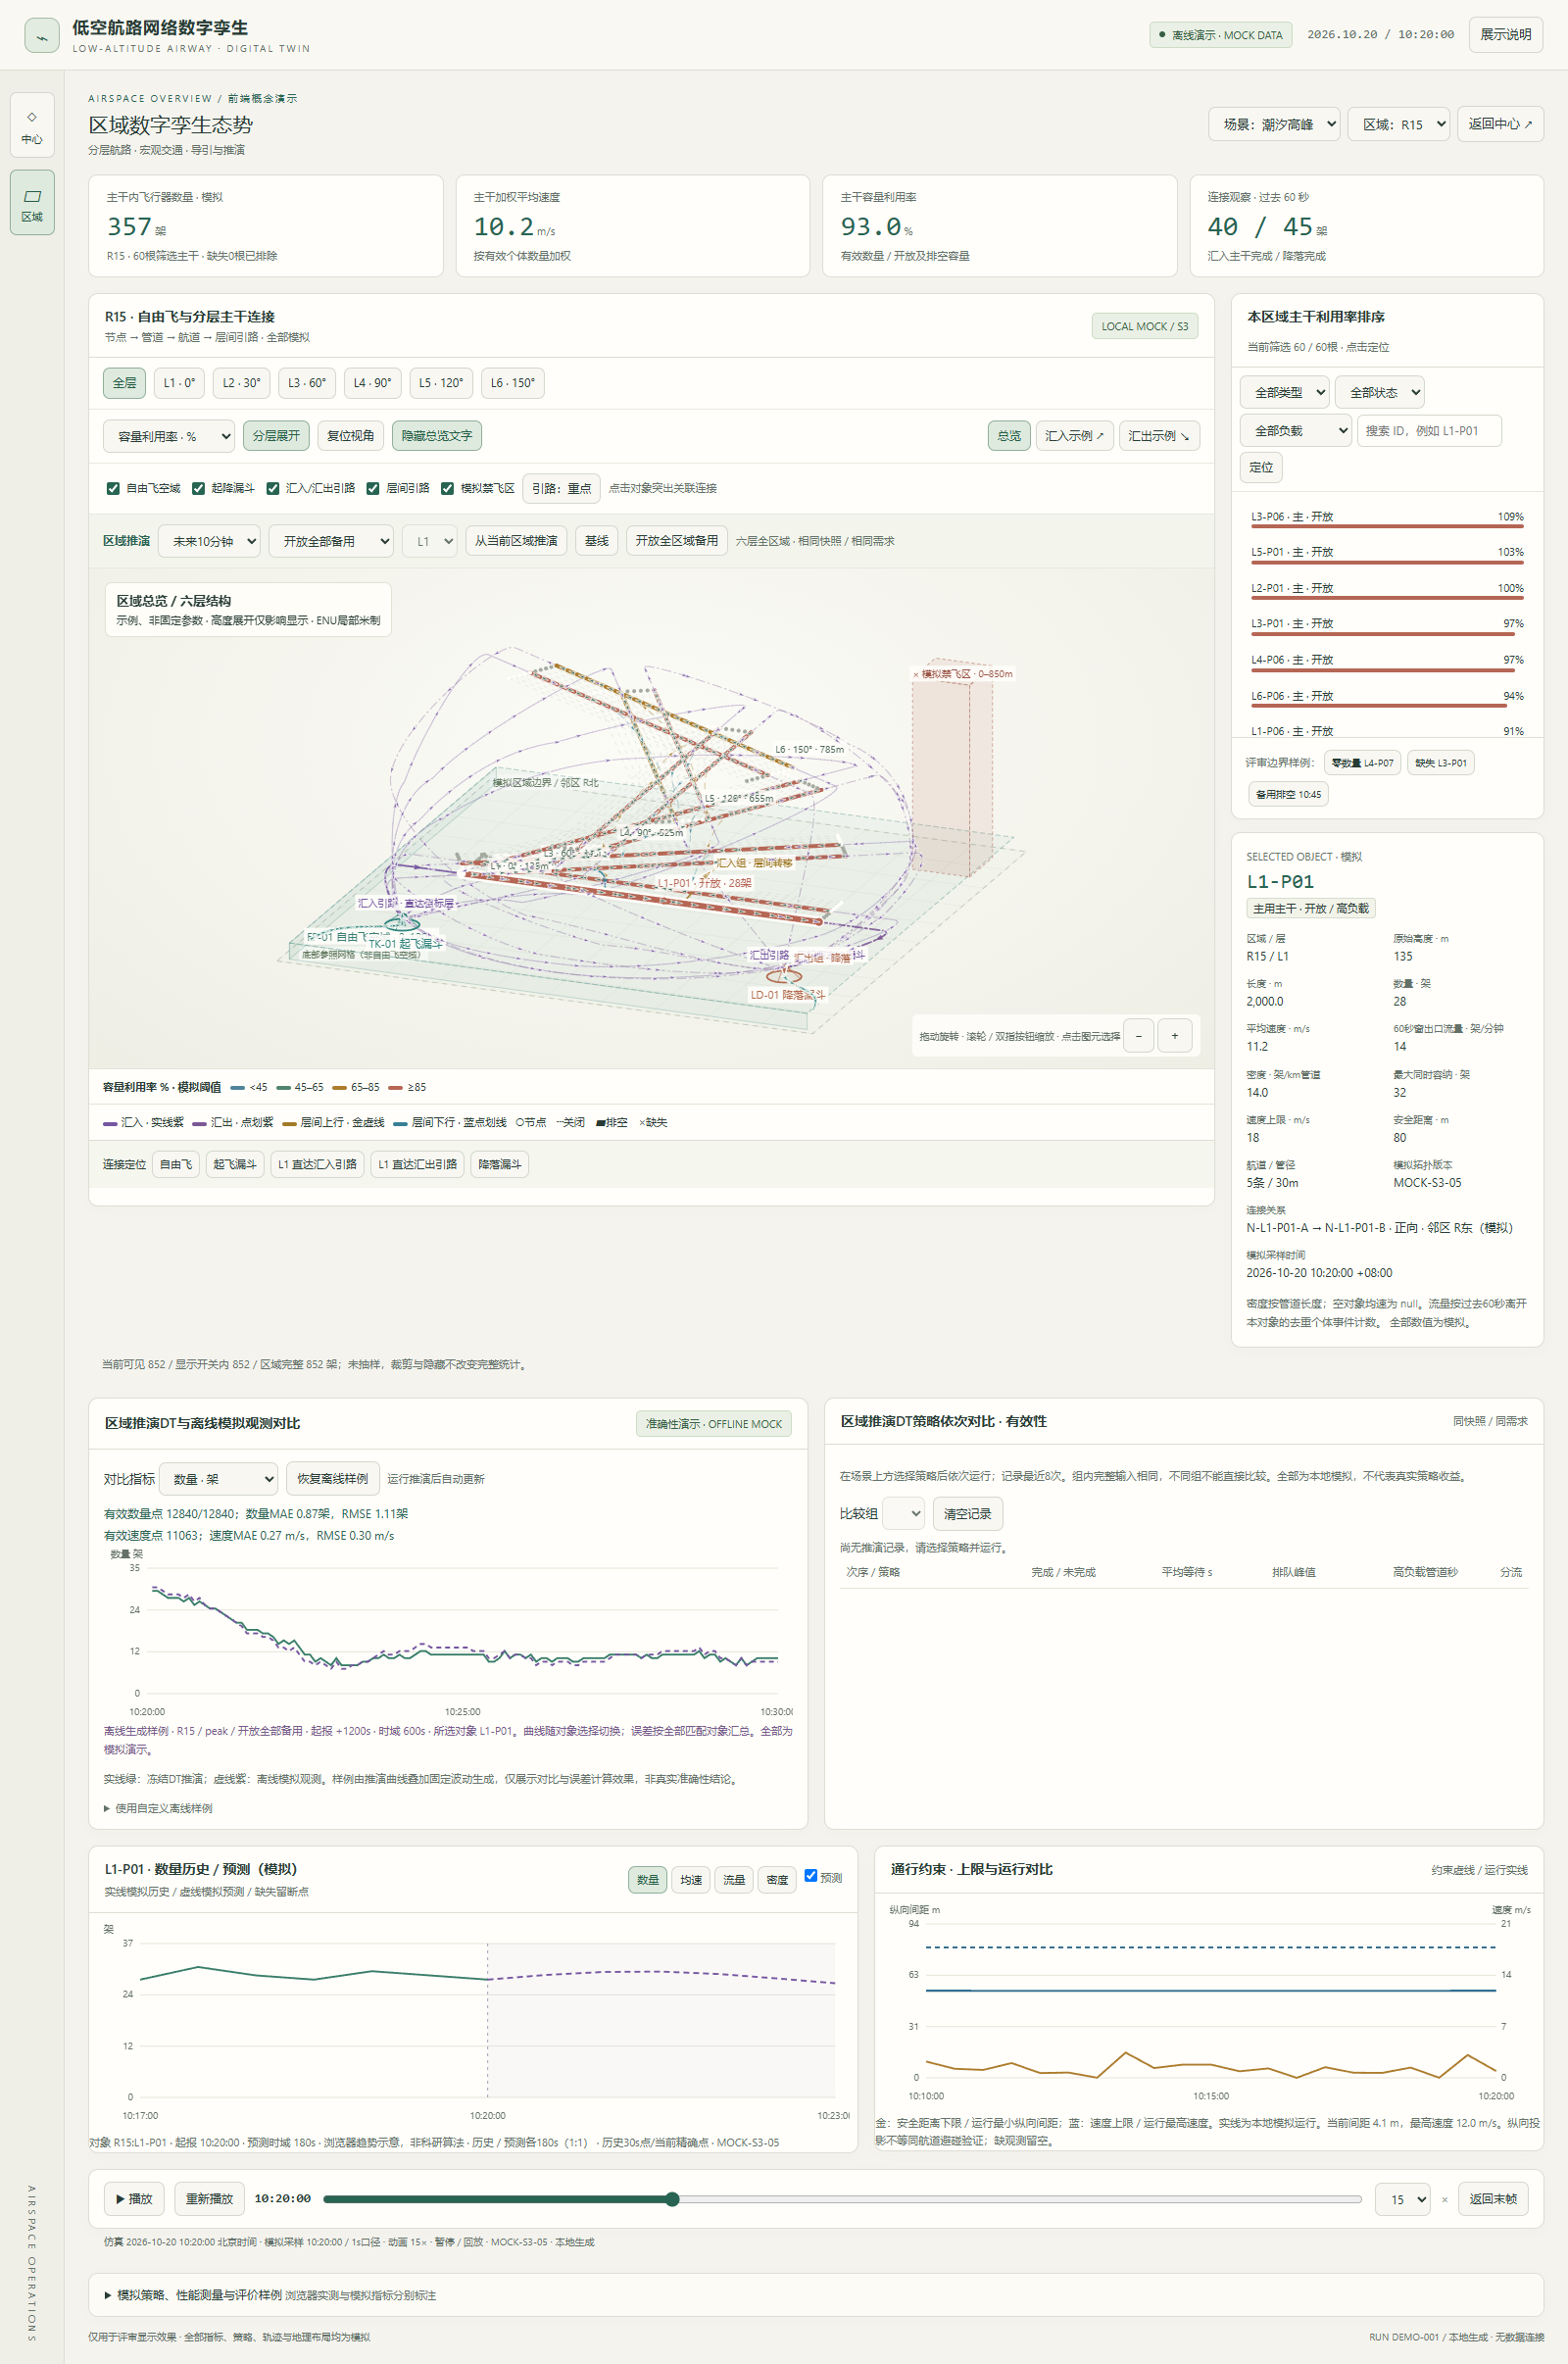 低空航路网络数字孪生
LOW-ALTITUDE AIRWAY · DIGITAL TWIN
离线演示 · MOCK DATA
2026.10.20 / 10:20:00
展示说明
中心
区域
AIRSPACE OVERVIEW / 前端概念演示
区域数字孪生态势
分层航路 · 宏观交通 · 导引与推演
场景：潮汐高峰
区域：R15
返回中心 ↗
主干内飞行器数量 · 模拟
357 架
R15 · 60根筛选主干 · 缺失0根已排除
主干加权平均速度
10.2 m/s
按有效个体数量加权
主干容量利用率
93.0 %
有效数量 / 开放及排空容量
连接观察 · 过去 60 秒
40 / 45 架
汇入主干完成 / 降落完成
R15 · 自由飞与分层主干连接
节点 → 管道 → 航道 → 层间引路 · 全部模拟
LOCAL MOCK / S3
全层
L1 · 0°
L2 · 30°
L3 · 60°
L4 · 90°
L5 · 120°
L6 · 150°
容量利用率 · %
分层展开
复位视角
隐藏总览文字
总览
汇入示例 ↗
汇出示例 ↘
自由飞空域
起降漏斗
汇入/汇出引路
层间引路
模拟禁飞区
引路：重点
点击对象突出关联连接
区域推演
未来10分钟
开放全部备用
L1
从当前区域推演
基线
开放全区域备用
六层全区域 · 相同快照 / 相同需求
区域总览 / 六层结构
示例、非固定参数 · 高度展开仅影响显示 · ENU局部米制
× 模拟禁飞区 · 0–850m
L6 · 150° · 785m
模拟区域边界 / 邻区 R北
L5 · 120° · 655m
L4 · 90° · 525m
L3 · 60°
L1 · 0° · 135m
汇入组 · 层间转移
L1-P01 · 开放 · 28架
汇入引路 · 直达目标层
自由飞
TK-01 起飞漏斗
底部参照网格（非自由飞空域）
汇出引路
汇出组 · 降落
LD-01 降落漏斗
拖动旋转 · 滚轮 / 双指按钮缩放 · 点击图元选择
−
+
容量利用率 % · 模拟阈值
<45
45–65
65–85
≥85
汇入 · 实线紫
汇出 · 点划紫
层间上行 · 金虚线
层间下行 · 蓝点划线
○节点
┄关闭
▰排空
×缺失
连接定位
自由飞
起飞漏斗
L1 直达汇入引路
L1 直达汇出引路
降落漏斗
本区域主干利用率排序
当前筛选 60 / 60根 · 点击定位
全部类型
全部状态
全部负载
搜索 ID，例如 L1-P01
定位
L3-P06 · 主 · 开放 109%
L5-P01 · 主 · 开放 103%
L2-P01 · 主 · 开放 100%
L3-P01 · 主 · 开放 97%
L4-P06 · 主 · 开放 97%
L6-P06 · 主 · 开放 94%
L1-P06 · 主 · 开放 91%
评审边界样例：
零数量 L4-P07
缺失 L3-P01
备用排空 10:45
SELECTED OBJECT · 模拟
L1-P01
主用主干 · 开放 / 高负载
区域 / 层
R15 / L1
原始高度 · m
135
长度 · m
2,000.0
数量 · 架
28
平均速度 · m/s
11.2
60秒窗出口流量 · 架/分钟
14
密度 · 架/km管道
14.0
最大同时容纳 · 架
32
速度上限 · m/s
18
安全距离 · m
80
航道 / 管径
5条 / 30m
模拟拓扑版本
MOCK-S3-05
连接关系
N-L1-P01-A → N-L1-P01-B · 正向 · 邻区 R东（模拟）
模拟采样时间
2026-10-20 10:20:00 +08:00
密度按管道长度；空对象均速为 null。流量按过去60秒离开
本对象的去重个体事件计数。 全部数值为模拟。
当前可见 852 / 显示开关内 852 / 区域完整 852 架；未抽样，裁剪与隐藏不改变完整统计。
区域推演DT与离线模拟观测对比
准确性演示 · OFFLINE MOCK
对比指标
数量 · 架
恢复离线样例
运行推演后自动更新
有效数量点 12840/12840；数量MAE 0.87架，RMSE 1.11架
有效速度点 11063；速度MAE 0.27 m/s，RMSE 0.30 m/s
数量 架
35
24
12
0
10:20:00
10:25:00
10:30:0
离线生成样例 · R15 / peak / 开放全部备用 · 起报 +1200s · 时域 600s · 所选对象 L1-P01。曲线随对象选择切换；误差按全部匹配对象汇总。全部为
模拟演示。
实线绿：冻结DT推演；虚线紫：离线模拟观测。样例由推演曲线叠加固定波动生成，仅展示对比与误差计算效果，非真实准确性结论。
▶ 使用自定义离线样例
区域推演DT策略依次对比 · 有效性
同快照 / 同需求
在场景上方选择策略后依次运行；记录最近8次。组内完整输入相同，不同组不能直接比较。全部为本地模拟，不代表真实策略收益。
比较组
清空记录
尚无推演记录，请选择策略并运行。
次序 / 策略
完成 / 未完成
平均等待 s
排队峰值
高负载管道秒
分流
L1-P01 · 数量历史 / 预测（模拟）
实线模拟历史 / 虚线模拟预测 / 缺失留断点
数量
均速
流量
密度
预测
架
37
24
12
0
10:17:00
10:20:00
10:23:0
对象 R15:L1-P01 · 起报 10:20:00 · 预测时域 180s · 浏览器趋势示意，非科研算法 · 历史 / 预测各180s（1:1） · 历史30s点/当前精确点 · MOCK-S3-05
通行约束 · 上限与运行对比
约束虚线 / 运行实线
纵向间距 m
速度 m/s
94
63
31
0
21
14
7
0
10:10:00
10:15:00
10:20:00
金：安全距离下限 / 运行最小纵向间距；蓝：速度上限 / 运行最高速度。实线为本地模拟运行。当前间距 4.1 m，最高速度 12.0 m/s。纵向投
影不等同航道避碰验证；缺观测留空。
▶ 播放
重新播放
10:20:00
15
×
返回末帧
仿真 2026-10-20 10:20:00 北京时间 · 模拟采样 10:20:00 / 1s口径 · 动画 15× · 暂停 / 回放 · MOCK-S3-05 · 本地生成
▶ 模拟策略、性能测量与评价样例 浏览器实测与模拟指标分别标注
AIRSPACE OPERATIONS
仅用于评审显示效果 · 全部指标、策略、轨迹与地理布局均为模拟
RUN DEMO-001 / 本地生成 · 无数据连接